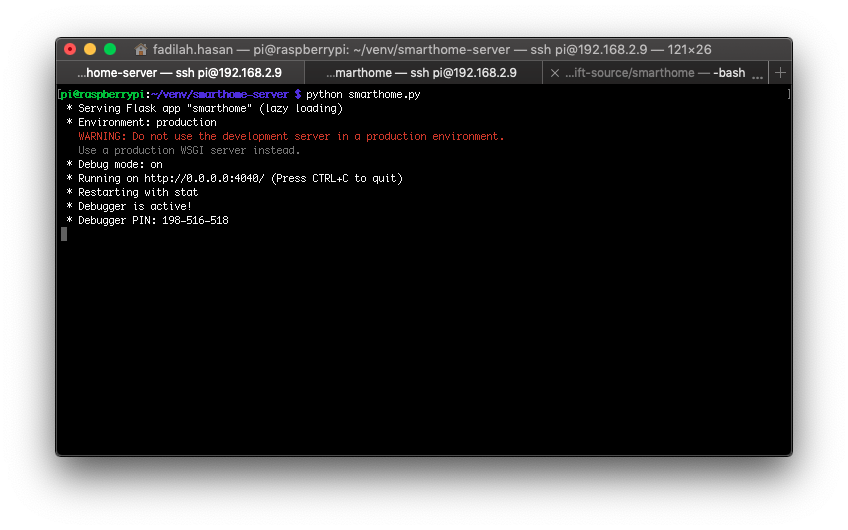 fadilah.hasan — pi@raspberrypi: ~/venv/smarthome-server — ssh pi@192.168.2.9 — 121×26
...home-server — ssh pi@192.168.2.9
...marthome — ssh pi@192.168.2.9
...ift-source/smarthome — -bash ...
[pi@raspberrypi:~/venv/smarthome-server $ python smarthome.py ]
* Serving Flask app "smarthome" (lazy loading)
* Environment: production
WARNING: Do not use the development server in a production environment.
Use a production WSGI server instead.
* Debug mode: on
* Running on http://0.0.0.0:4040/ (Press CTRL+C to quit)
* Restarting with stat
* Debugger is active!
* Debugger PIN: 198-516-518